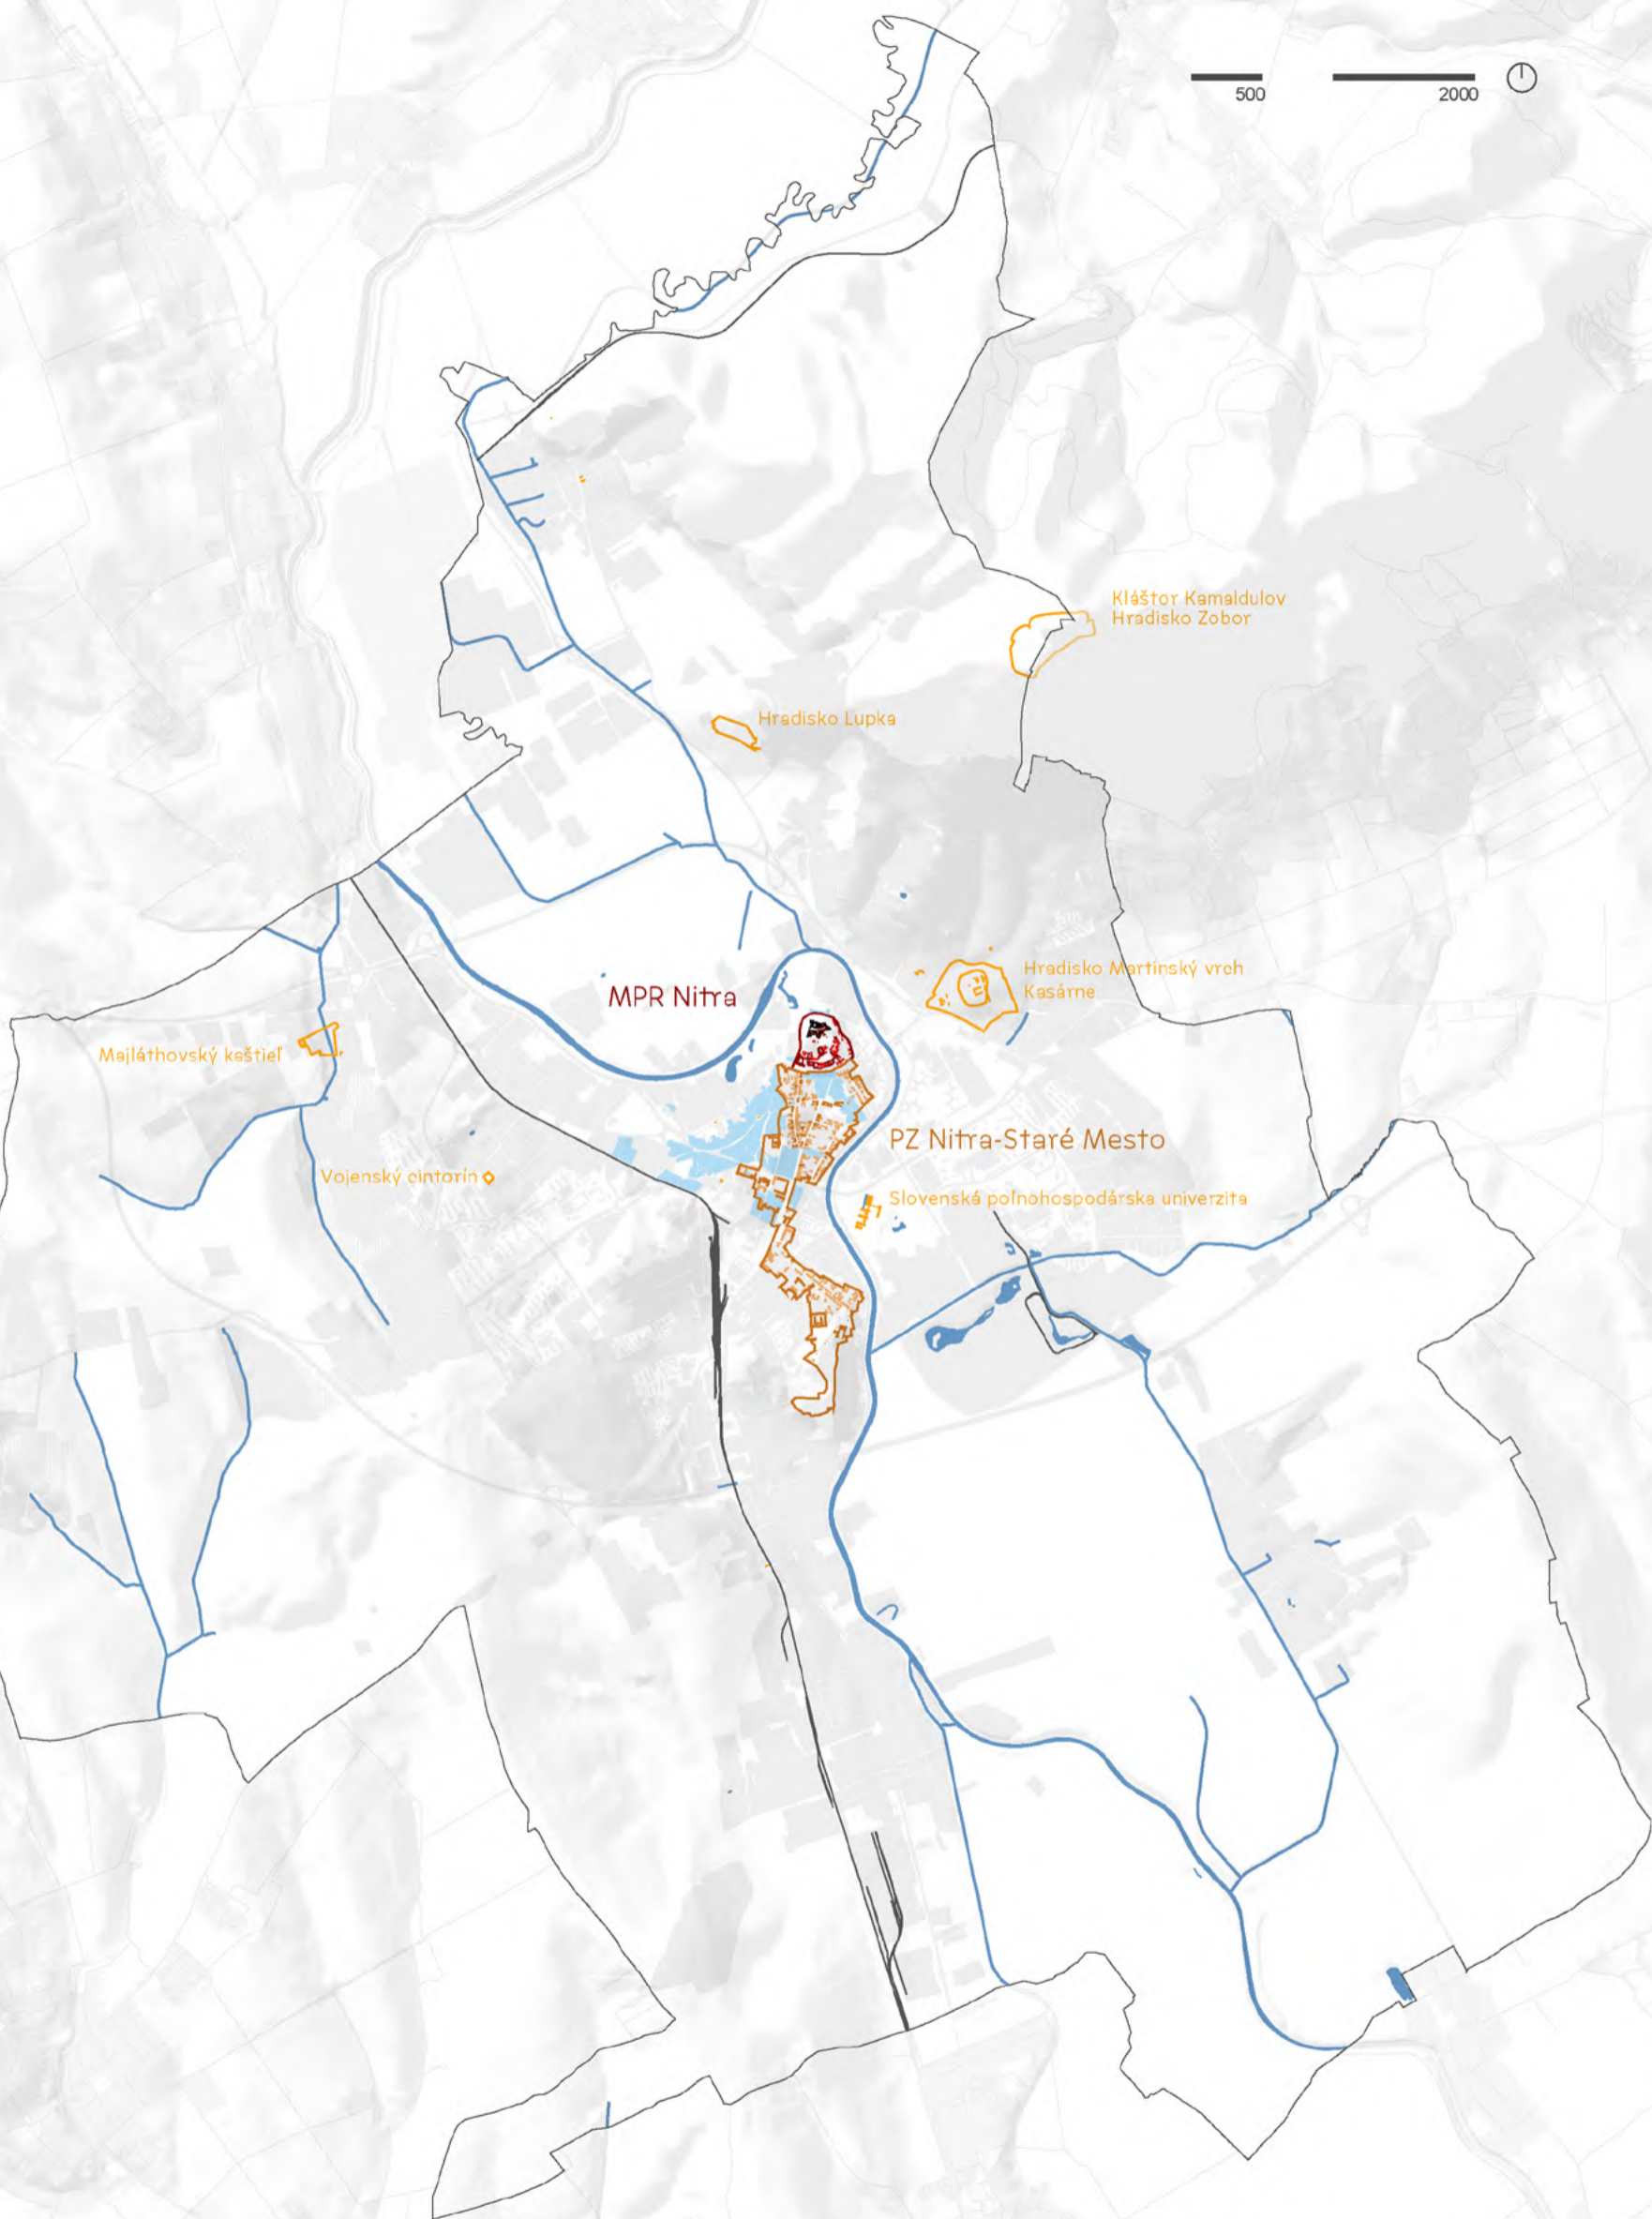 500
2000
Kláštor Kamaldulov
Hradisko Zobor
Hradisko Lupka
Hradisko Martinský vrch
Kasárne
MPR Nitra
Majláthovský kaštieľ
PZ Nitra-Staré Mesto
Vojenský cintorín
Slovenská poľnohospodárska univerzita